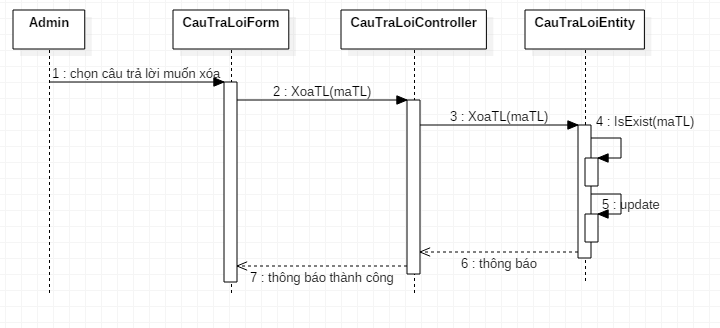 Admin
CauTraLoiForm
CauTraLoiController
CauTraLoiEntity
1 : chọn câu trả lời muốn xóa
2 : XoaTL(maTL)
3 : XoaTL(maTL)
4 : IsExist(maTL)
5 : update
6 : thông báo
7 : thông báo thành công